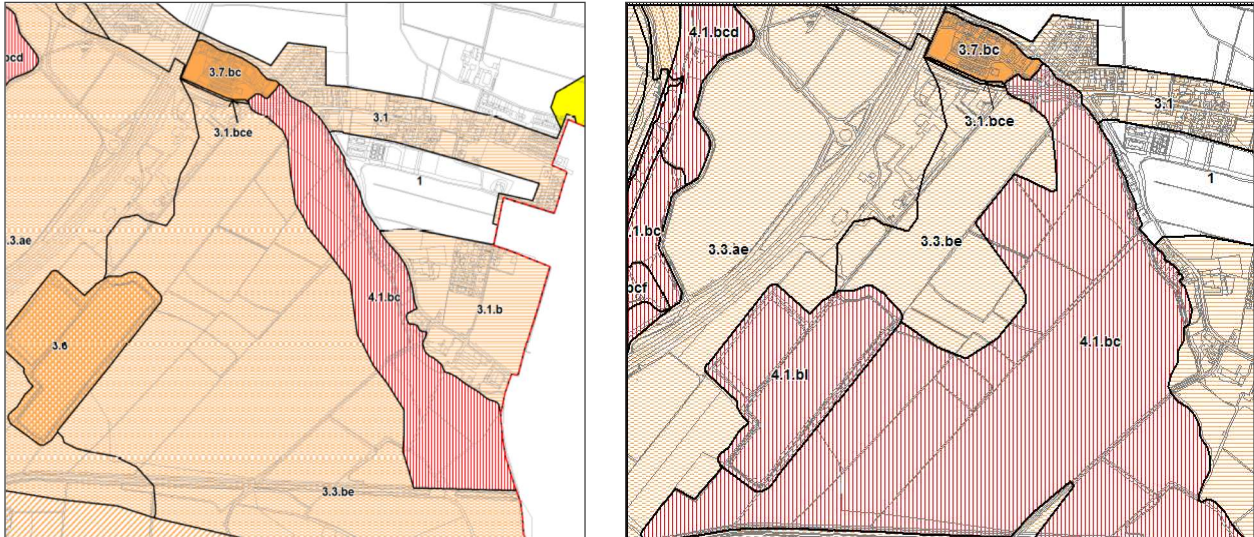 3.7.bc
bcd
3.1.bce
3.1
1
.3.ae
4.1.bc
3.1.b
3.6
3.3.be
4.1.bcd
3.7.bc
3.1.bce
3.1
1
.1.bc
3.3.ae
3.3.be
bcf
4.1.bc
4.1.bl